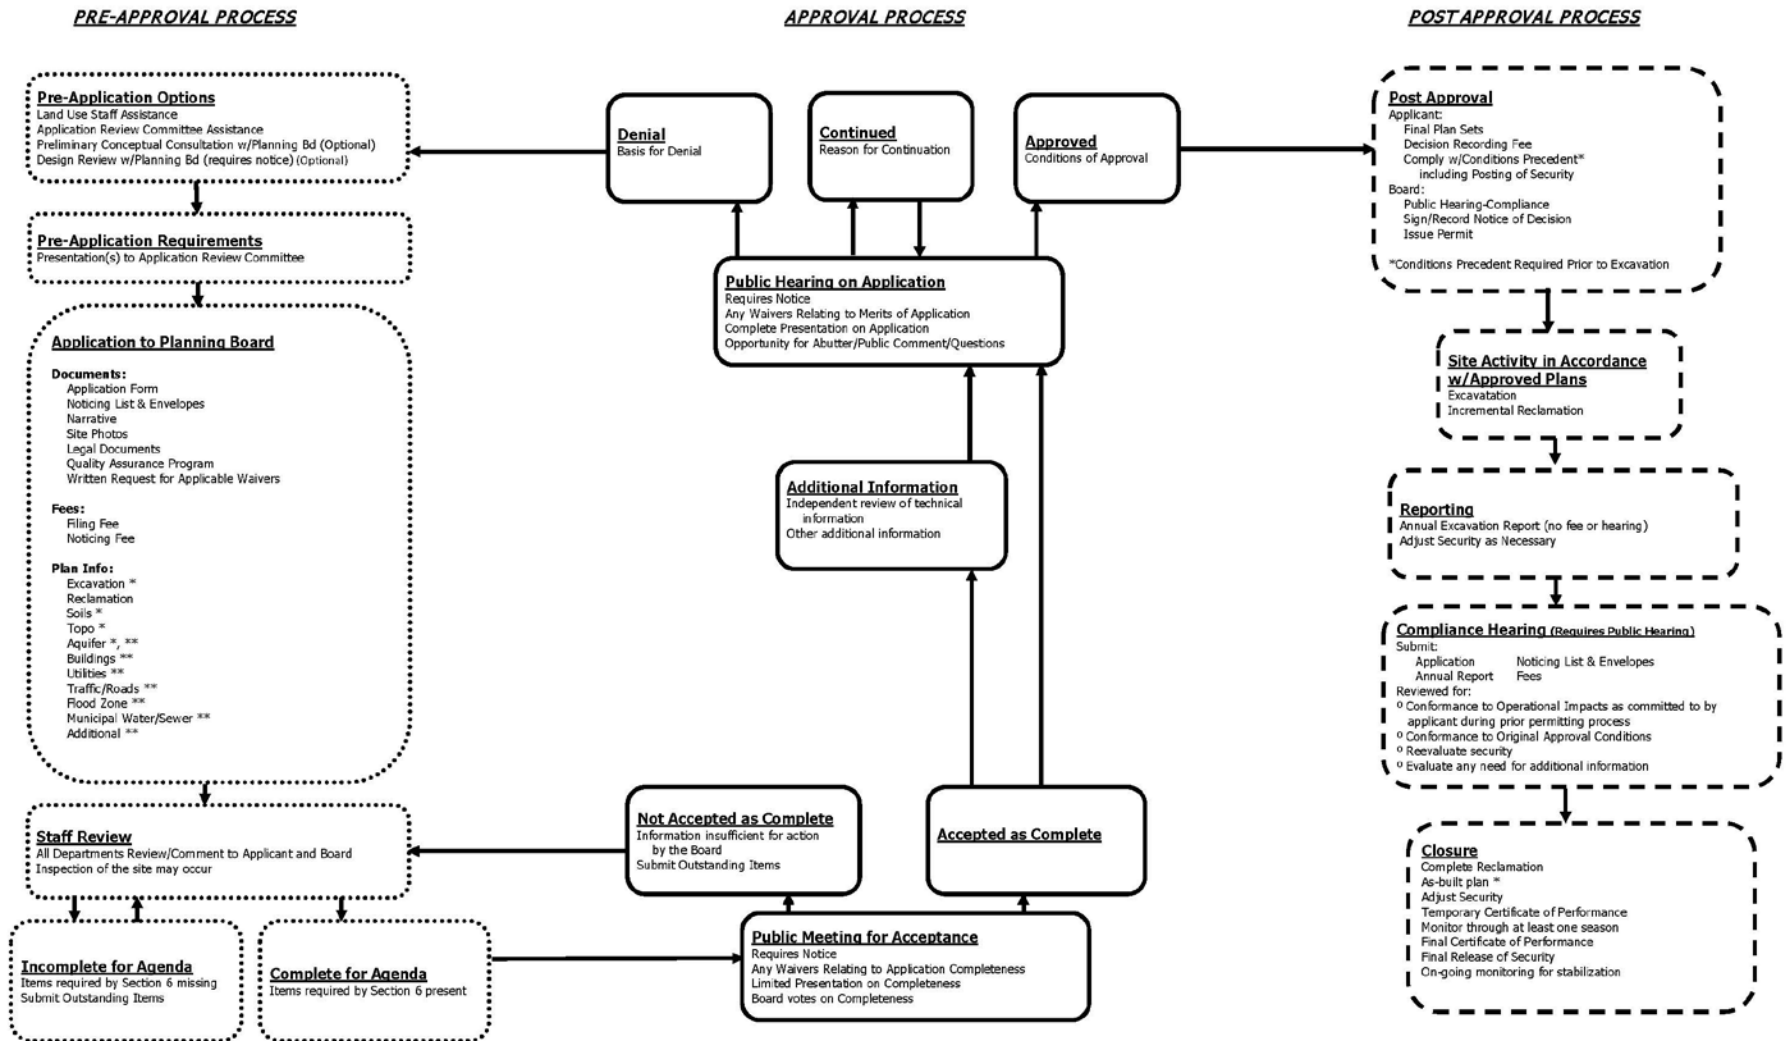 PRE-APPROVAL PROCESS
APPROVAL PROCESS
POST APPROVAL PROCESS
Pre-Application Options
Land Use Staff Assistance
Application Review Committee Assistance
Preliminary Conceptual Consultation w/Planning Bd (Optional)
Design Review w/Planning Bd (requires notice) (Optional)
Pre-Application Requirements
Presentation(s) to Application Review Committee
Application to Planning Board
Documents:
Application Form
Noticing List & Envelopes
Narrative
Site Photos
Legal Documents
Quality Assurance Program
Written Request for Applicable Waivers
Fees:
Filing Fee
Noticing Fee
Plan Info:
Excavation *
Reclamation
Soils *
Topo *
Aquifer *, **
Buildings **
Utilities **
Traffic/Roads **
Flood Zone **
Municipal Water/Sewer **
Additional **
Staff Review
All Departments Review/Comment to Applicant and Board
Inspection of the site may occur
Incomplete for Agenda
Items required by Section 6 missing
Submit Outstanding Items
Complete for Agenda
Items required by Section 6 present
Denial
Basis for Denial
Continued
Reason for Continuation
Approved
Conditions of Approval
Public Hearing on Application
Requires Notice
Any Waivers Relating to Merits of Application
Complete Presentation on Application
Opportunity for Abutter/Public Comment/Questions
Additional Information
Independent review of technical
information
Other additional information
Not Accepted as Complete
Information insufficient for action
by the Board
Submit Outstanding Items
Accepted as Complete
Public Meeting for Acceptance
Requires Notice
Any Waivers Relating to Application Completeness
Limited Presentation on Completeness
Board votes on Completeness
Post Approval
Applicant:
Final Plan Sets
Decision Recording Fee
Comply w/Conditions Precedent*
including Posting of Security
Board:
Public Hearing-Compliance
Sign/Record Notice of Decision
Issue Permit
*Conditions Precedent Required Prior to Excavation
Site Activity in Accordance
w/Approved Plans
Excavatation
Incremental Reclamation
Reporting
Annual Excavation Report (no fee or hearing)
Adjust Security as Necessary
Compliance Hearing (Requires Public Hearing)
Submit:
Application Noticing List & Envelopes
Annual Report Fees
Reviewed for:
º Conformance to Operational Impacts as committed to by
applicant during prior permitting process
º Conformance to Original Approval Conditions
º Reevaluate security
º Evaluate any need for additional information
Closure
Complete Reclamation
As-built plan *
Adjust Security
Temporary Certificate of Performance
Monitor through at least one season
Final Certificate of Performance
Final Release of Security
On-going monitoring for stabilization